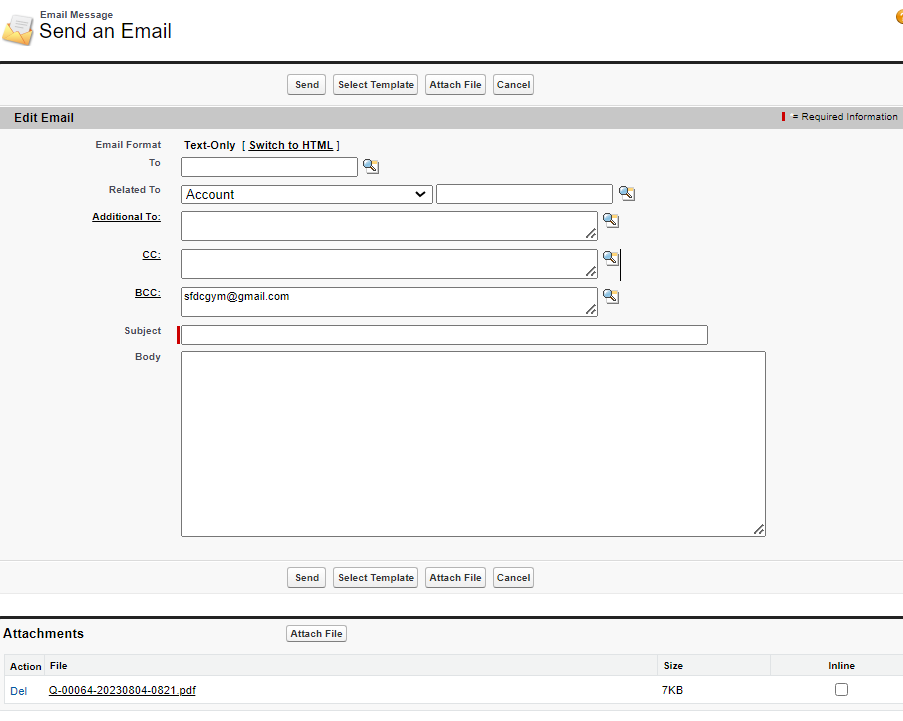 Email Message
Send an Email
Send Select Template Attach File Cancel
Edit Email = Required Information
Email Format Text-Only [ Switch to HTML ]
To
Related To Account
Additional To:
CC:
BCC: sfdcgym@gmail.com
Subject
Body
Send Select Template Attach File Cancel
Attachments Attach File
Action File Size Inline
Del Q-00064-20230804-0821.pdf 7KB